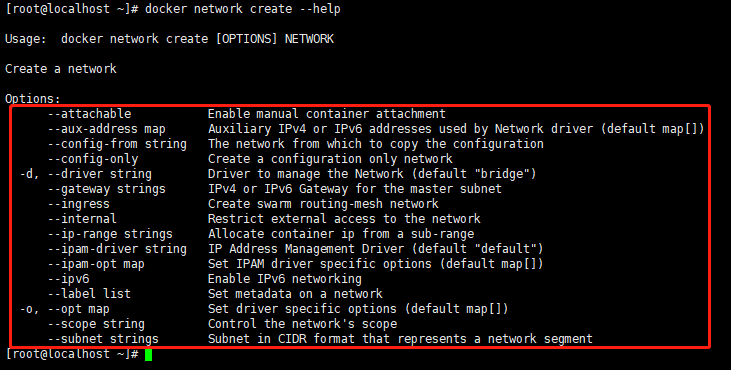 [root@localhost ~]# docker network create --help
Usage:  docker network create [OPTIONS] NETWORK
Create a network
Options:
      --attachable           Enable manual container attachment
      --aux-address map      Auxiliary IPv4 or IPv6 addresses used by Network driver (default map[])
      --config-from string   The network from which to copy the configuration
      --config-only          Create a configuration only network
  -d, --driver string        Driver to manage the Network (default "bridge")
      --gateway strings      IPv4 or IPv6 Gateway for the master subnet
      --ingress              Create swarm routing-mesh network
      --internal             Restrict external access to the network
      --ip-range strings     Allocate container ip from a sub-range
      --ipam-driver string   IP Address Management Driver (default "default")
      --ipam-opt map         Set IPAM driver specific options (default map[])
      --ipv6                 Enable IPv6 networking
      --label list           Set metadata on a network
  -o, --opt map              Set driver specific options (default map[])
      --scope string         Control the network's scope
      --subnet strings       Subnet in CIDR format that represents a network segment
[root@localhost ~]#